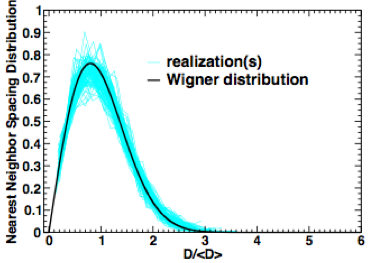 Nearest Neighbor Spacing Distribution
1
0.9
0.8
0.7
0.6
0.5
0.4
0.3
0.2
0.1
0
realization(s)
Wigner distribution
0 1 2 3 4 5 6
D/<D>